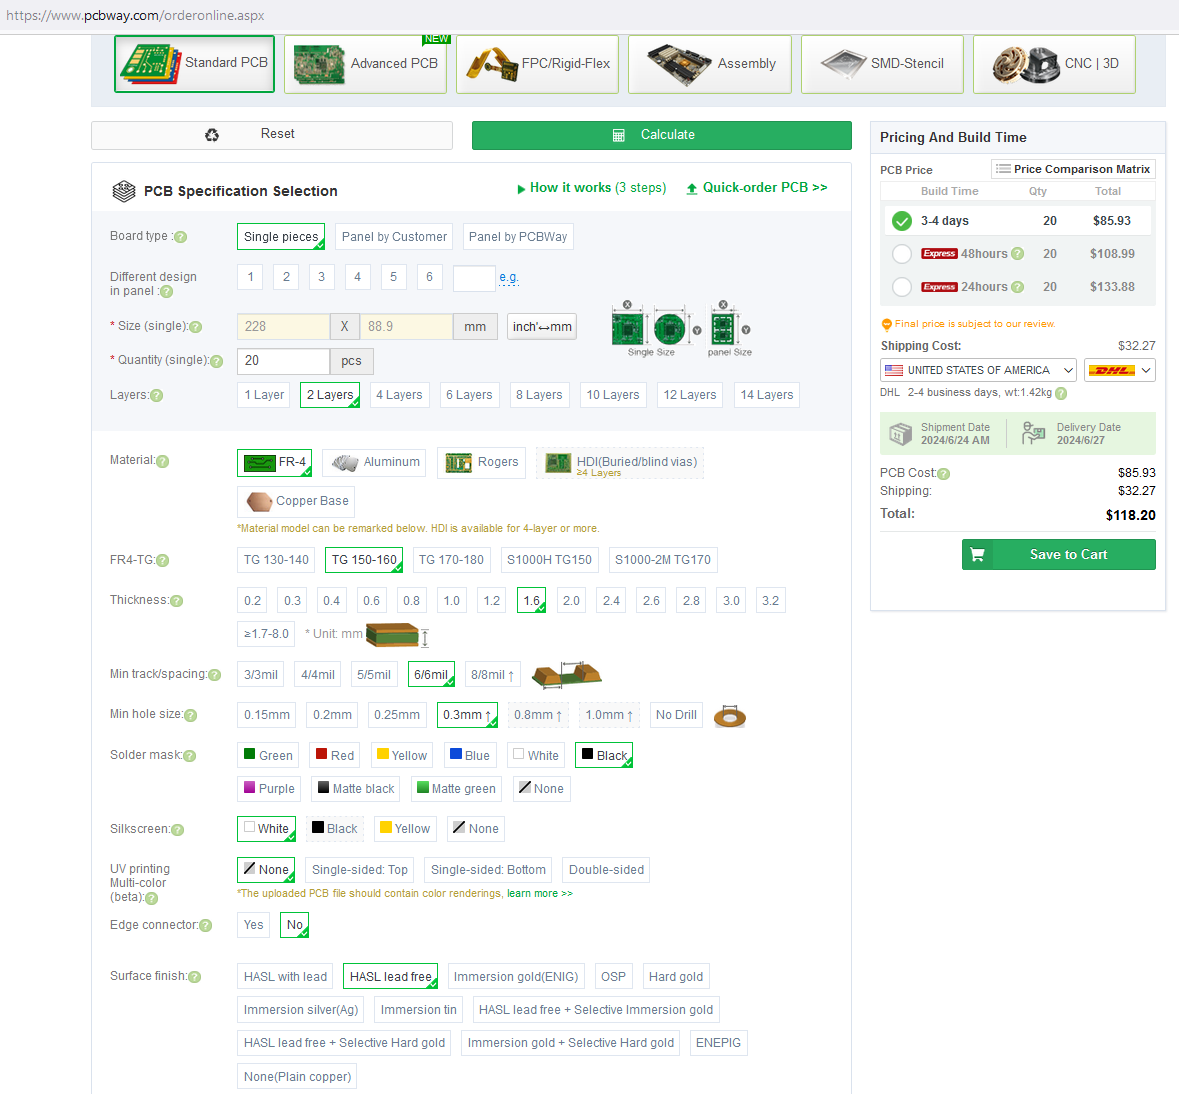 https://www.pcbway.com/orderonline.aspx
Standard PCB
NEW
Advanced PCB
FPC/Rigid-Flex
Assembly
SMD-Stencil
CNC | 3D
Reset
Calculate
PCB Specification Selection
How it works (3 steps)
Quick-order PCB >>
Board type :
Single pieces
Panel by Customer
Panel by PCBWay
Different design
in panel :
1 2 3 4 5 6 e.g.
* Size (single):
228 X 88.9 mm inch'↔mm
X Y X Y
Single Size panel Size
* Quantity (single):
20 pcs
Layers:
1 Layer 2 Layers 4 Layers 6 Layers 8 Layers 10 Layers 12 Layers 14 Layers
Material:
FR-4 Aluminum Rogers HDI(Buried/blind vias)
≥4 Layers
Copper Base
*Material model can be remarked below. HDI is available for 4-layer or more.
FR4-TG:
TG 130-140 TG 150-160 TG 170-180 S1000H TG150 S1000-2M TG170
Thickness:
0.2 0.3 0.4 0.6 0.8 1.0 1.2 1.6 2.0 2.4 2.6 2.8 3.0 3.2
≥1.7-8.0 * Unit: mm
Min track/spacing:
3/3mil 4/4mil 5/5mil 6/6mil 8/8mil ↑
Min hole size:
0.15mm 0.2mm 0.25mm 0.3mm ↑ 0.8mm ↑ 1.0mm ↑ No Drill
Solder mask:
Green Red Yellow Blue White Black
Purple Matte black Matte green None
Silkscreen:
White Black Yellow None
UV printing
Multi-color
(beta):
None Single-sided: Top Single-sided: Bottom Double-sided
*The uploaded PCB file should contain color renderings, learn more >>
Edge connector:
Yes No
Surface finish:
HASL with lead HASL lead free Immersion gold(ENIG) OSP Hard gold
Immersion silver(Ag) Immersion tin HASL lead free + Selective Immersion gold
HASL lead free + Selective Hard gold Immersion gold + Selective Hard gold ENEPIG
None(Plain copper)
Pricing And Build Time
PCB Price
Price Comparison Matrix
Build Time Qty Total
3-4 days 20 $85.93
Express 48hours 20 $108.99
Express 24hours 20 $133.88
Final price is subject to our review.
Shipping Cost: $32.27
UNITED STATES OF AMERICA
DHL
DHL 2-4 business days, wt:1.42kg
Shipment Date
2024/6/24 AM
Delivery Date
2024/6/27
PCB Cost: $85.93
Shipping: $32.27
Total: $118.20
Save to Cart